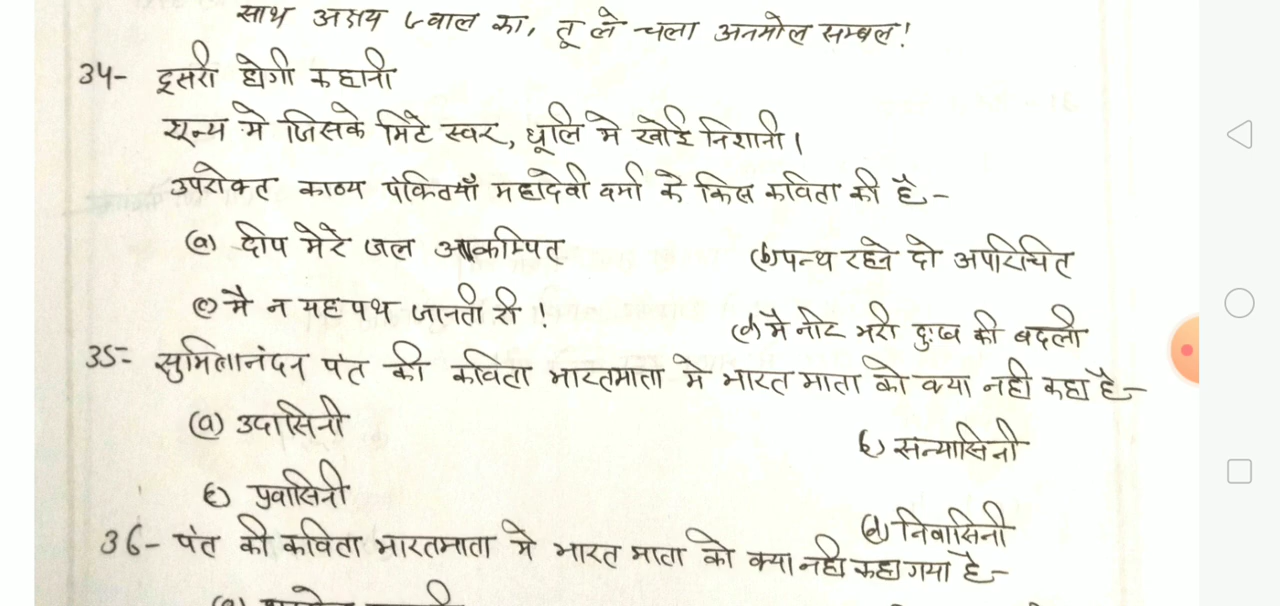 साथ अक्षय ज्वाल का, तू ले चला अनमोल सम्बल!
34- दूसरी होगी कहानी
शून्य मे जिसके मिटे स्वर, धूलि मे खोई निशानी।
उपरोक्त काव्य पंक्तियाँ महादेवी वर्मा के किस कविता की है -
(a) दीप मेरे जल अकम्पित (b) पन्थ रहने दो अपरिचित
(c) मै न यह पथ जानती री !
(d) मै नीर भरी दुःख की बदली
35- सुमित्रानंदन पंत की कविता भारतमाता मे भारत माता को क्या नही कहा है -
(a) उदासिनी
(b) सन्यासिनी
(c) प्रवासिनी
(d) निवासिनी
36- पंत की कविता भारतमाता मे भारत माता को क्या नही कहा गया है -